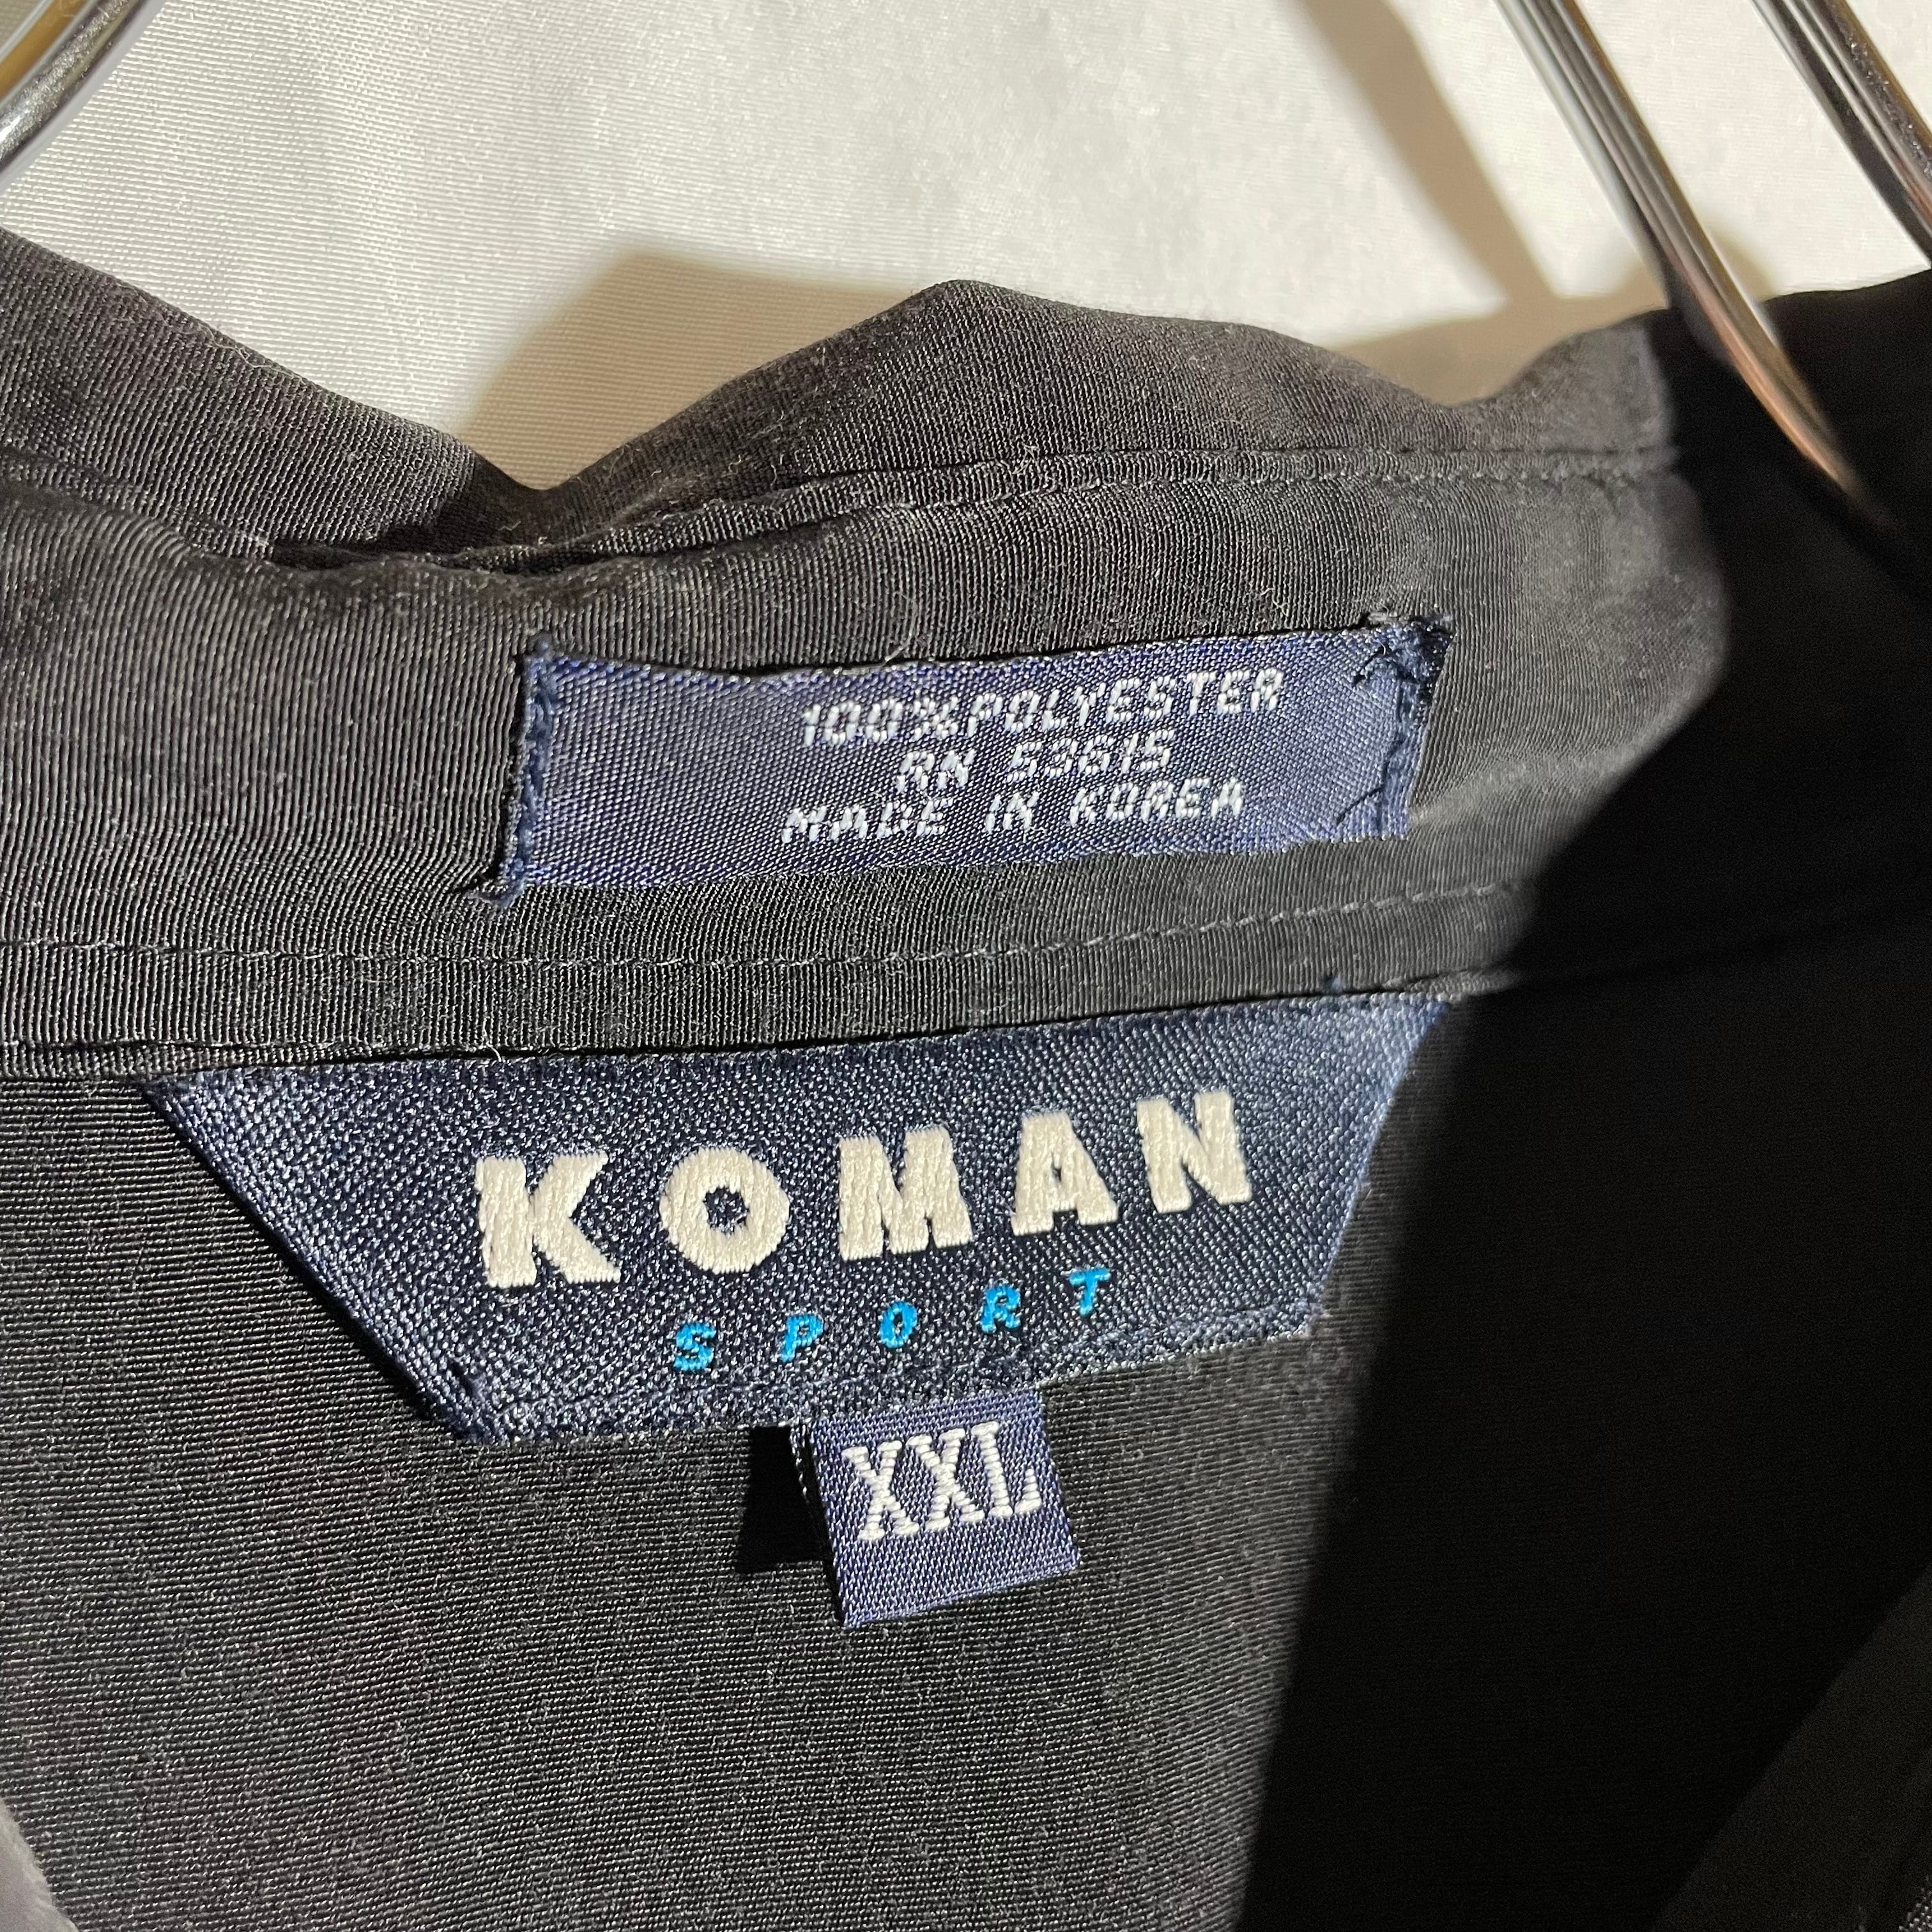 100%POLYESTER
RN 53615
MADE IN KOREA
KOMAN
SPORT
XXL